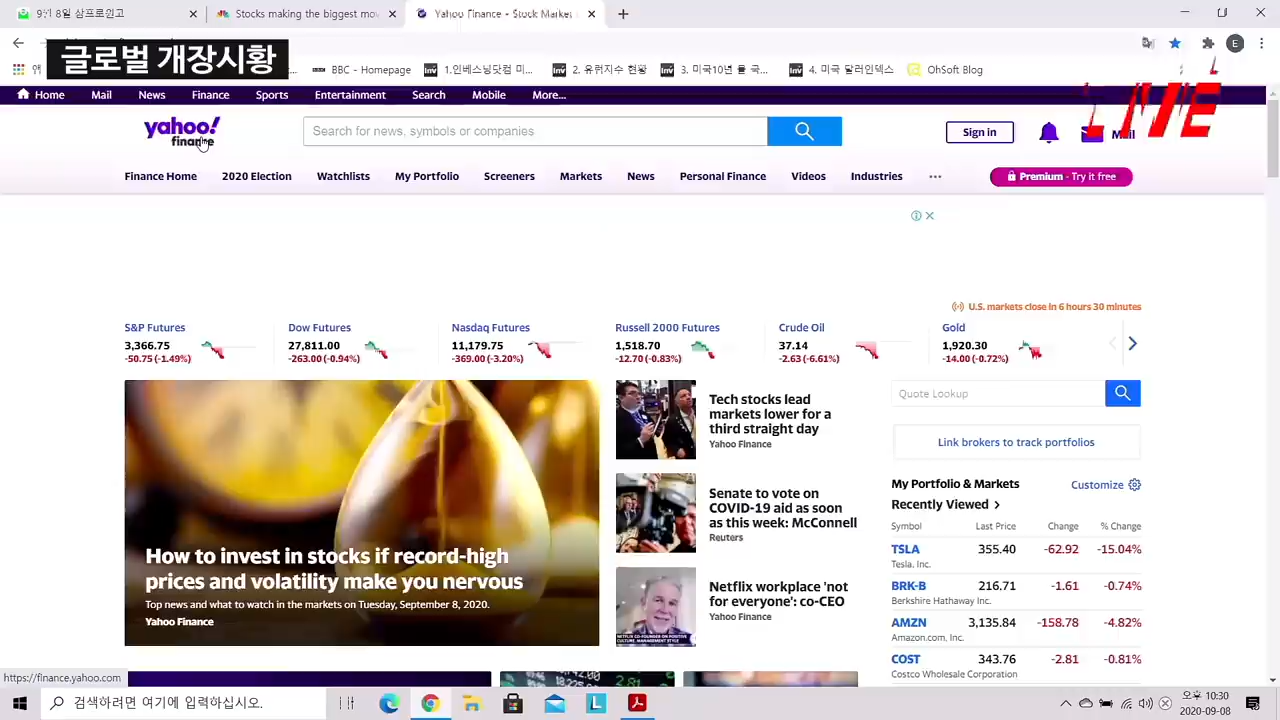 9월 8일 삼프로인고
Stocks making the biggest m
Yahoo Finance - Stock Market
글로벌 개장시황
BBC - Homepage
1.인베스팅닷컴 미...
3. 미국10년 률 국...
4. 미국 달러인덱스
OhSoft Blog
LIVE
Home
Mail
News
Finance
Sports
Entertainment
Search
Mobile
More...
yahoo!
finance
Search for news, symbols or companies
Sign in
Mail
Finance Home
2020 Election
Watchlists
My Portfolio
Screeners
Markets
News
Personal Finance
Videos
Industries
Premium - Try it free
U.S. markets close in 6 hours 30 minutes
S&P Futures
3,366.75
-50.75 (-1.49%)
Dow Futures
27,811.00
-263.00 (-0.94%)
Nasdaq Futures
11,179.75
-369.00 (-3.20%)
Russell 2000 Futures
1,518.70
-12.70 (-0.83%)
Crude Oil
37.14
-2.63 (-6.61%)
Gold
1,920.30
-14.00 (-0.72%)
How to invest in stocks if record-high
prices and volatility make you nervous
Top news and what to watch in the markets on Tuesday, September 8, 2020.
Yahoo Finance
Tech stocks lead
markets lower for a
third straight day
Yahoo Finance
Senate to vote on
COVID-19 aid as soon
as this week: McConnell
Reuters
Netflix workplace 'not
for everyone': co-CEO
Yahoo Finance
Quote Lookup
Link brokers to track portfolios
My Portfolio & Markets
Customize
Recently Viewed
Symbol Last Price Change % Change
TSLA 355.40 -62.92 -15.04%
Tesla, Inc.
BRK-B 216.71 -1.61 -0.74%
Berkshire Hathaway Inc.
AMZN 3,135.84 -158.78 -4.82%
Amazon.com, Inc.
COST 343.76 -2.81 -0.81%
Costco Wholesale Corporation
https://finance.yahoo.com
검색하려면 여기에 입력하십시오.
오후 10:30
2020-09-08